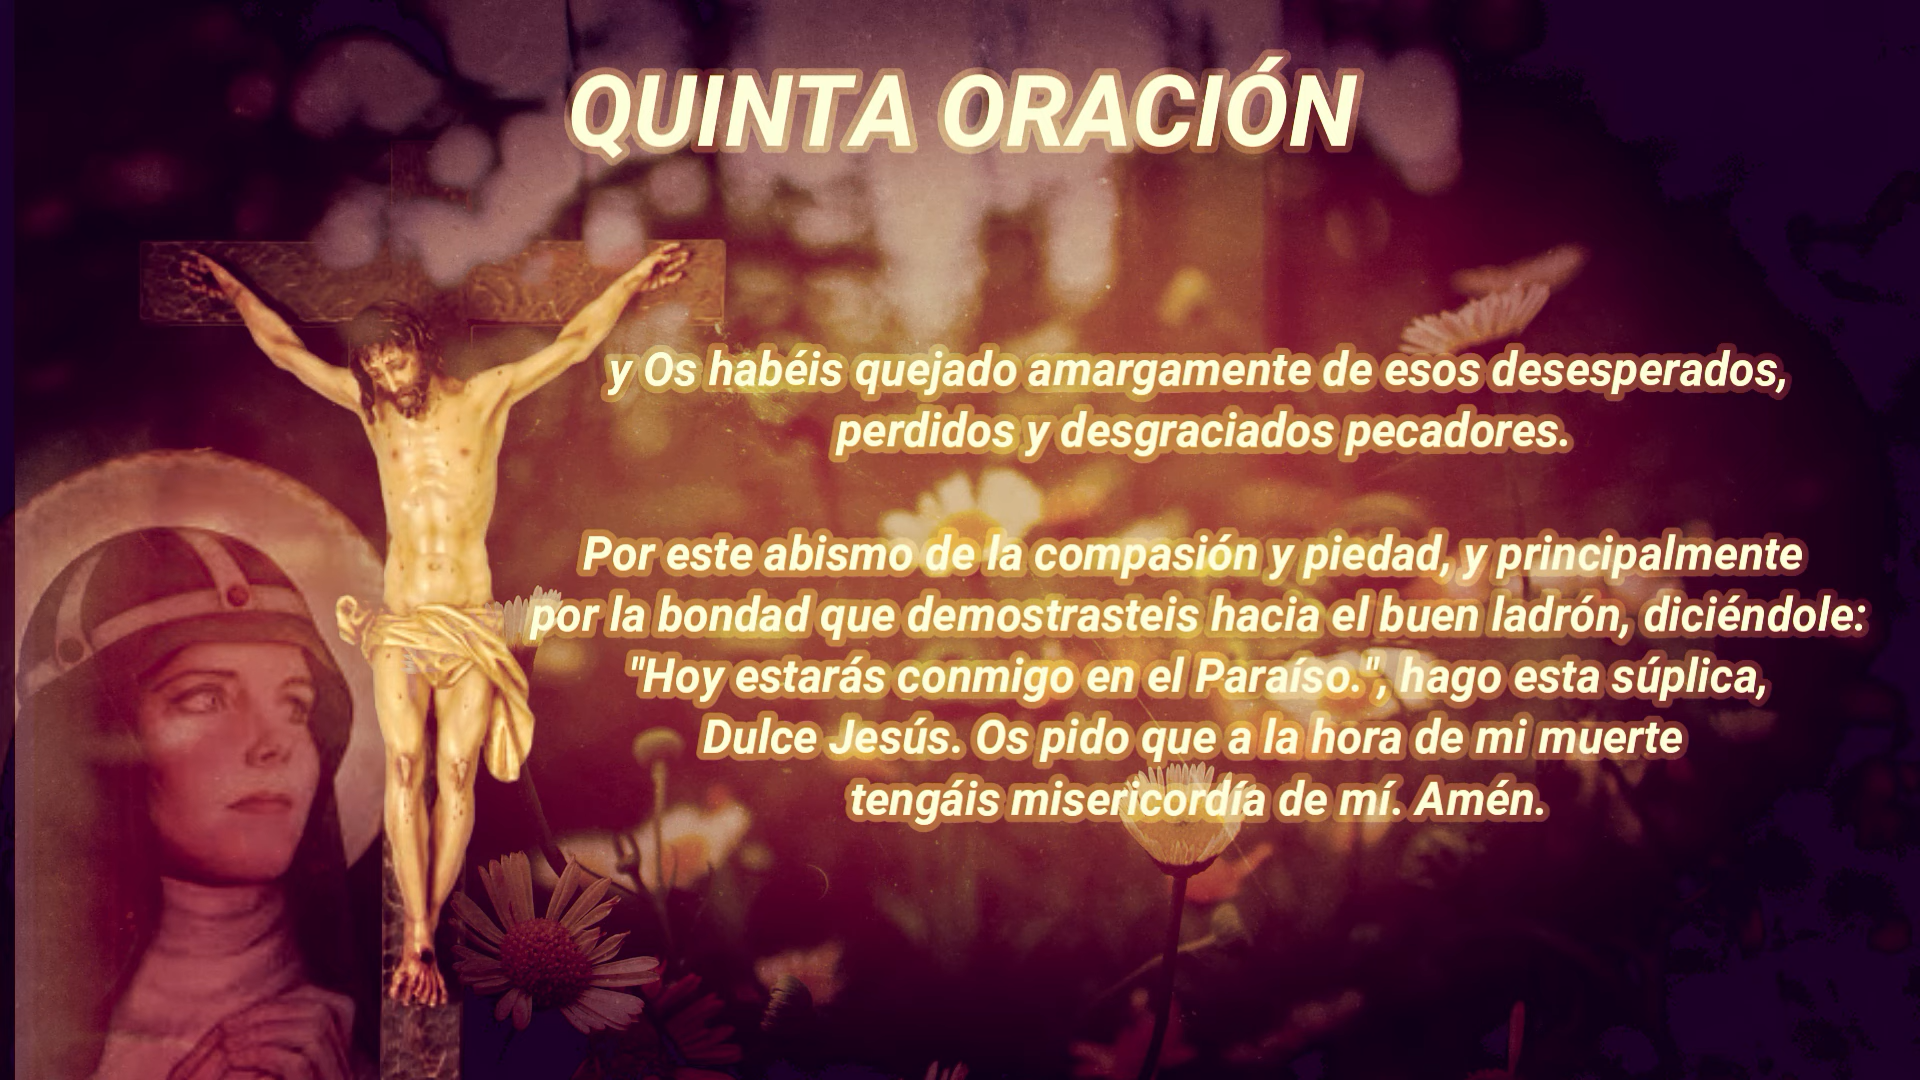 QUINTA ORACIÓN
y Os habéis quejado amargamente de esos desesperados,
perdidos y desgraciados pecadores.
Por este abismo de la compasión y piedad, y principalmente
por la bondad que demostrasteis hacia el buen ladrón, diciéndole:
"Hoy estarás conmigo en el Paraíso.", hago esta súplica,
Dulce Jesús. Os pido que a la hora de mi muerte
tengáis misericordía de mí. Amén.